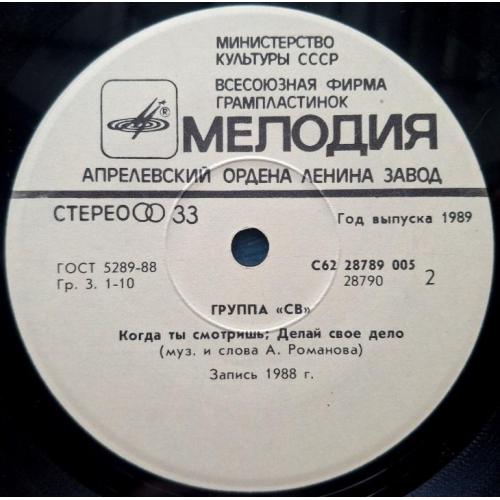 МИНИСТЕРСТВО
КУЛЬТУРЫ СССР
ВСЕСОЮЗНАЯ ФИРМА
ГРАМПЛАСТИНОК
®
МЕЛОДИЯ
АПРЕЛЕВСКИЙ ОРДЕНА ЛЕНИНА ЗАВОД
СТЕРЕО 33
Год выпуска 1989
ГОСТ 5289-88
Гр. 3. 1-10
С62 28789 005
28790 2
ГРУППА «СВ»
Когда ты смотришь; Делай свое дело
(муз. и слова А. Романова)
Запись 1988 г.